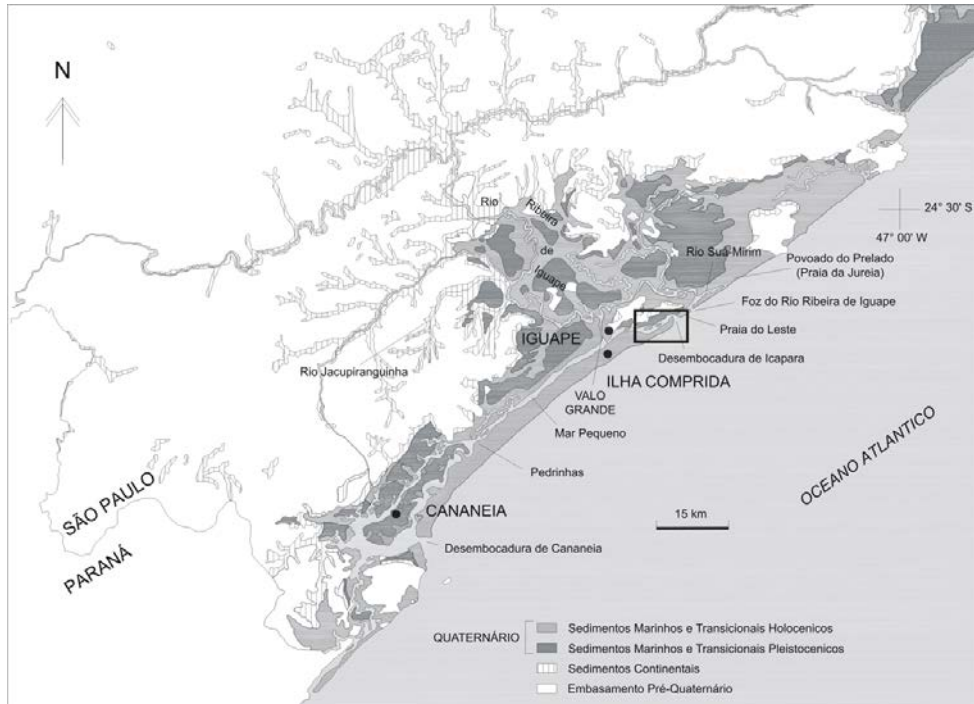 N
24° 30' S
47° 00' W
Rio
Ribeira
de
Iguape
Rio Suá-Mirim
Povoado do Prelado
(Praia da Jureia)
Foz do Rio Ribeira de Iguape
Praia do Leste
Desembocadura de Icapara
IGUAPE
ILHA COMPRIDA
Rio Jacupiranguinha
VALO
GRANDE
Mar Pequeno
Pedrinhas
OCEANO ATLANTICO
SÃO PAULO
PARANÁ
CANANEIA
15 km
Desembocadura de Cananeia
QUATERNÁRIO
Sedimentos Marinhos e Transicionais Holocenicos
Sedimentos Marinhos e Transicionais Pleistocenicos
Sedimentos Continentais
Embasamento Pré-Quaternário